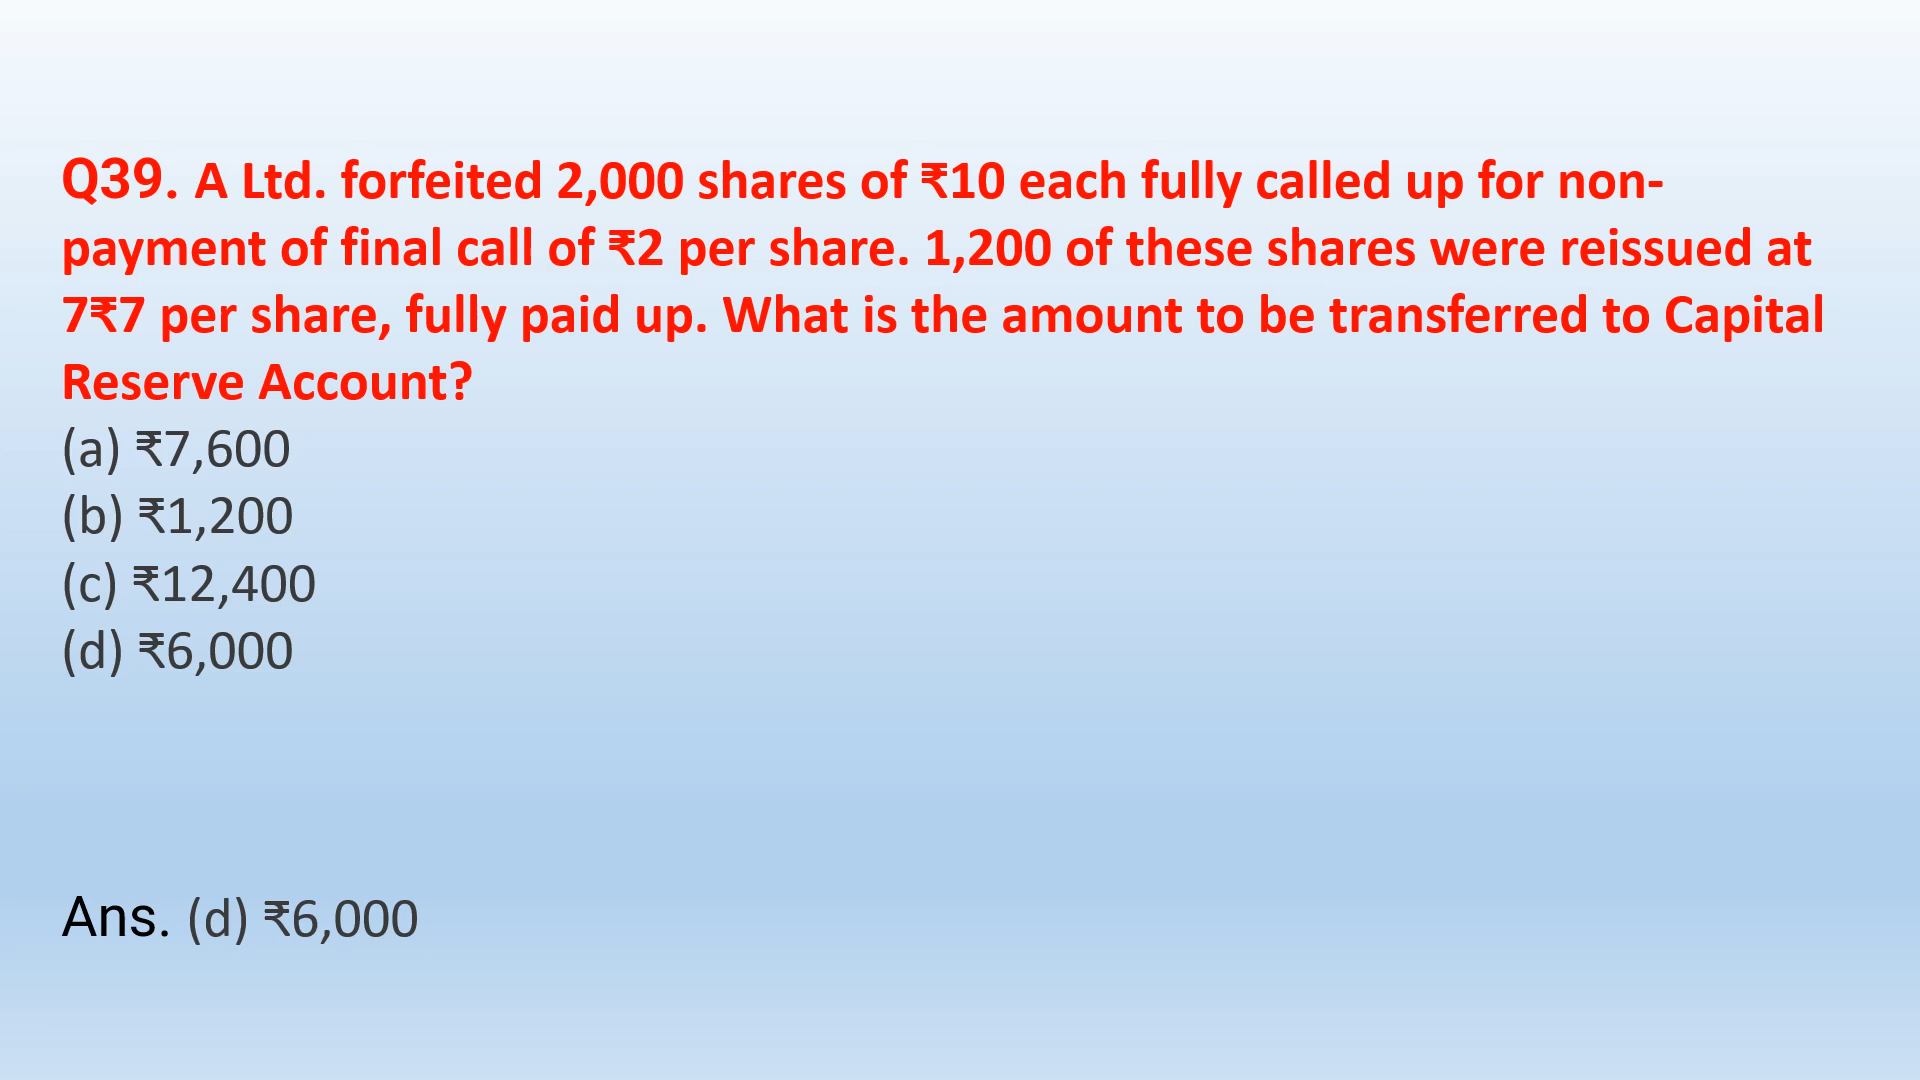 Q39. A Ltd. forfeited 2,000 shares of ₹10 each fully called up for non-
payment of final call of ₹2 per share. 1,200 of these shares were reissued at
7₹7 per share, fully paid up. What is the amount to be transferred to Capital
Reserve Account?
(a) ₹7,600
(b) ₹1,200
(c) ₹12,400
(d) ₹6,000
Ans. (d) ₹6,000